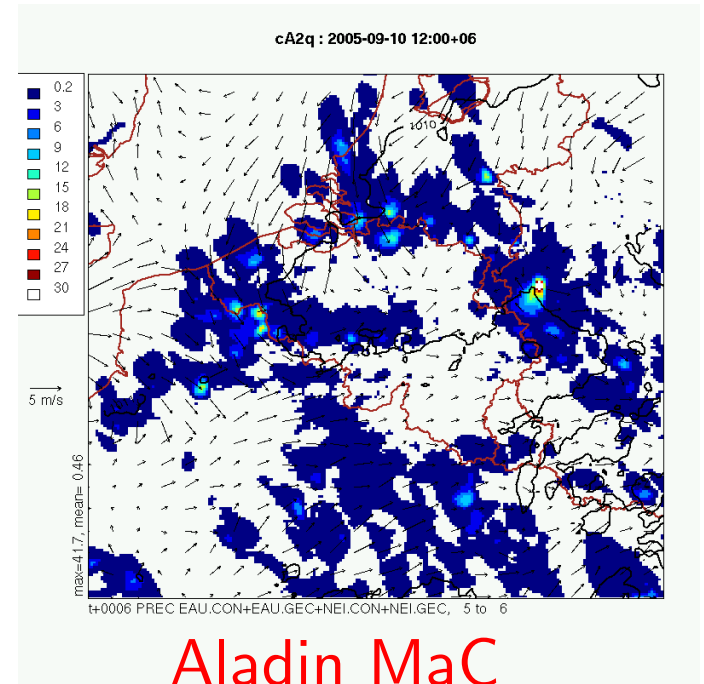 cA2q : 2005-09-10 12:00+06
0.2
3
6
9
12
15
18
21
24
27
30
1010
5 m/s
max=41.7, mean= 0.46
t+0006 PREC EAU.CON+EAU.GEC+NEI.CON+NEI.GEC, 5 to 6
Aladin MaC